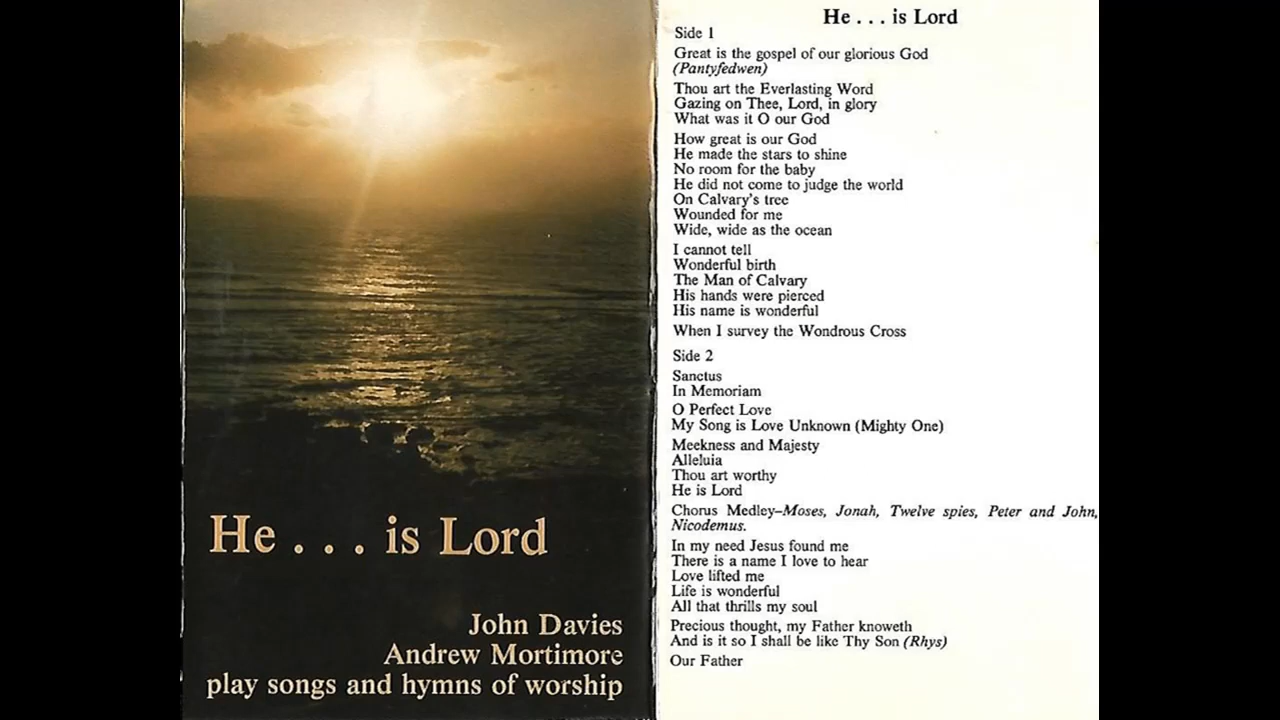 He . . . is Lord
John Davies
Andrew Mortimore
play songs and hymns of worship
He . . . is Lord
Side 1
Great is the gospel of our glorious God
(Pantyfedwen)
Thou art the Everlasting Word
Gazing on Thee, Lord, in glory
What was it O our God
How great is our God
He made the stars to shine
No room for the baby
He did not come to judge the world
On Calvary's tree
Wounded for me
Wide, wide as the ocean
I cannot tell
Wonderful birth
The Man of Calvary
His hands were pierced
His name is wonderful
When I survey the Wondrous Cross
Side 2
Sanctus
In Memoriam
O Perfect Love
My Song is Love Unknown (Mighty One)
Meekness and Majesty
Alleluia
Thou art worthy
He is Lord
Chorus Medley–Moses, Jonah, Twelve spies, Peter and John,
Nicodemus.
In my need Jesus found me
There is a name I love to hear
Love lifted me
Life is wonderful
All that thrills my soul
Precious thought, my Father knoweth
And is it so I shall be like Thy Son (Rhys)
Our Father